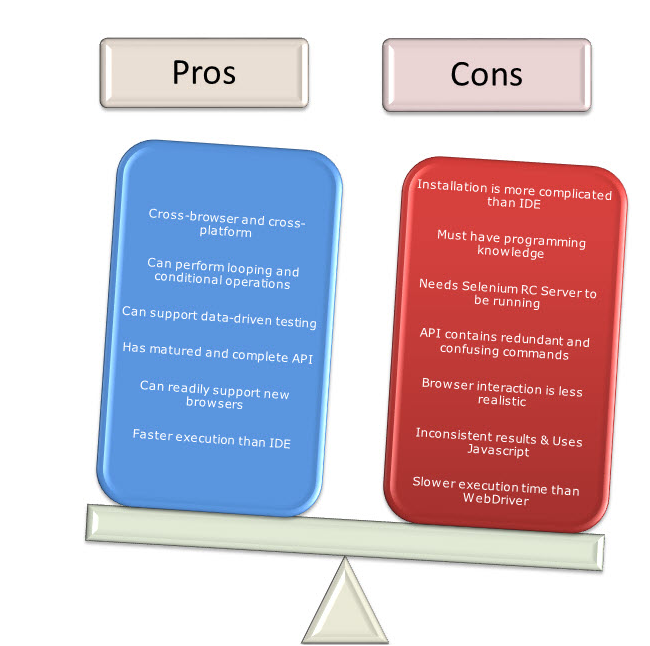 Pros
Cons
Cross-browser and cross-
platform
Can perform looping and
conditional operations
Can support data-driven testing
Has matured and complete API
Can readily support new
browsers
Faster execution than IDE
Installation is more complicated
than IDE
Must have programming
knowledge
Needs Selenium RC Server to
be running
API contains redundant and
confusing commands
Browser interaction is less
realistic
Inconsistent results & Uses
Javascript
Slower execution time than
WebDriver